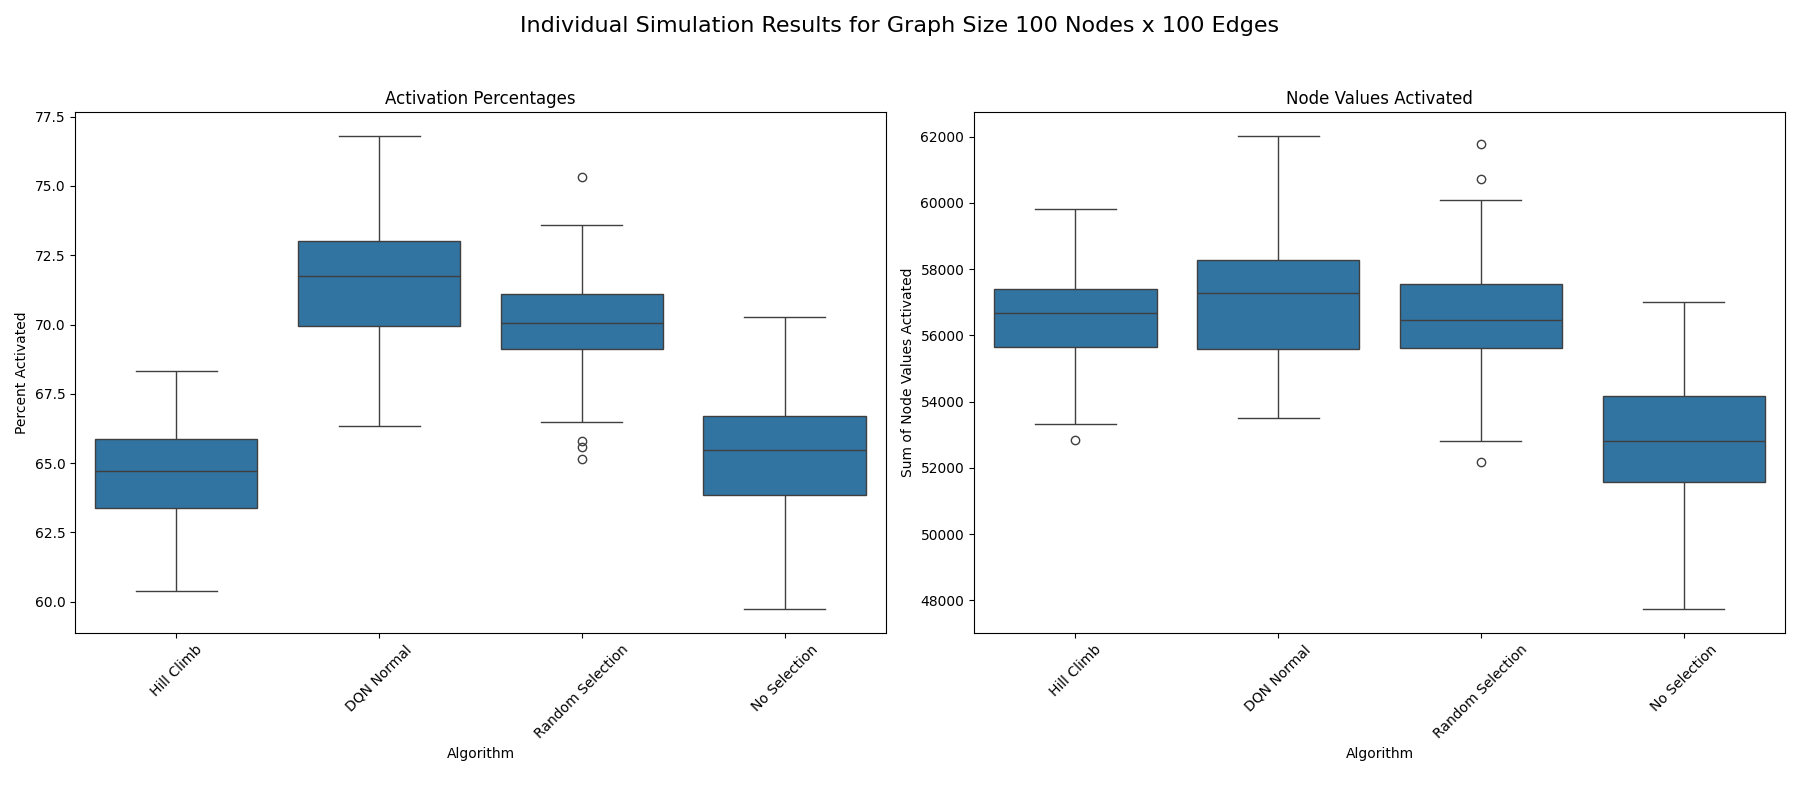 Individual Simulation Results for Graph Size 100 Nodes x 100 Edges
Activation Percentages
Percent Activated
77.5
75.0
72.5
70.0
67.5
65.0
62.5
60.0
Hill Climb
DQN Normal
Random Selection
No Selection
Algorithm
Node Values Activated
Sum of Node Values Activated
62000
60000
58000
56000
54000
52000
50000
48000
Hill Climb
DQN Normal
Random Selection
No Selection
Algorithm